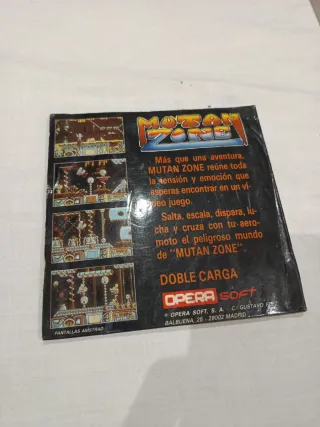 MUTAN
ZONE
Más que una aventura,
MUTAN ZONE reúne toda
la tensión y emoción que
esperas encontrar en un vi-
deo juego.
Salta, escala, dispara, lu-
cha y cruza con tu aero-
moto el peligroso mundo
de "MUTAN ZONE".
DOBLE CARGA
OPERA SOFT
® OPERA SOFT, S. A. C/ GUSTAVO
BALBUENA, 25 - 28002 MADRID
PANTALLAS AMSTRAD